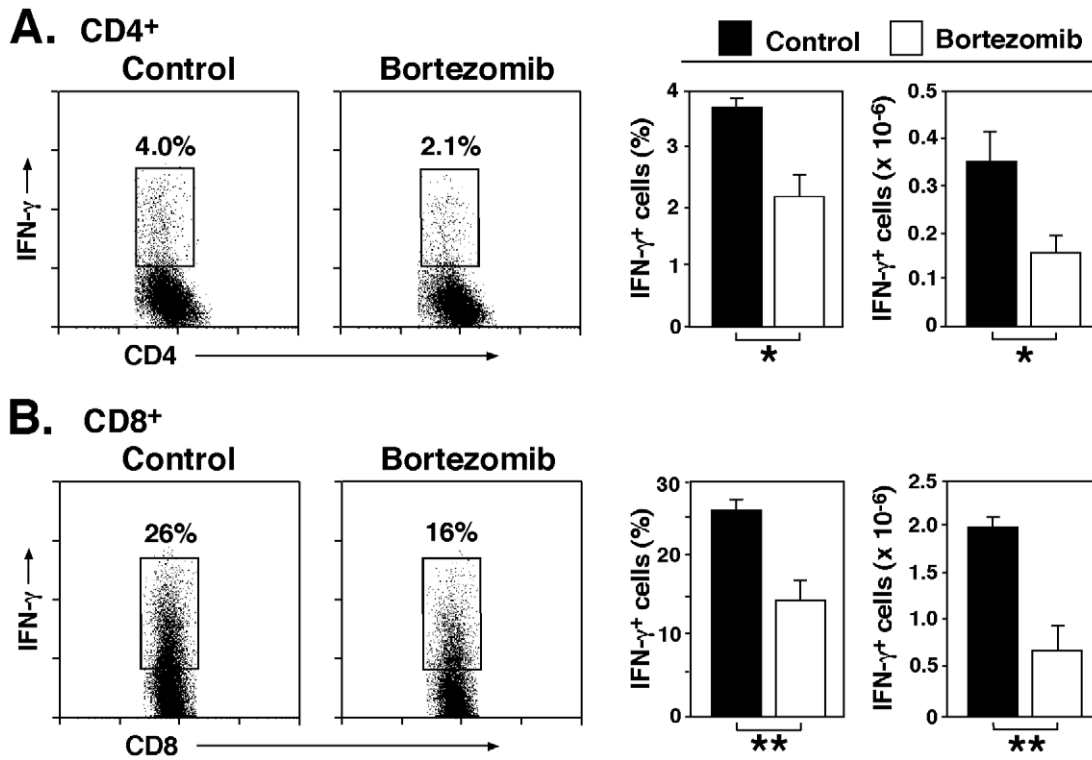 A. CD4+
Control Bortezomib
4.0% 2.1%
IFN-γ
CD4
Control Bortezomib
IFN-γ+ cells (%)
4
3
2
1
0
*
IFN-γ+ cells (x 10-6)
0.5
0.4
0.3
0.2
0.1
0
*
B. CD8+
Control Bortezomib
26% 16%
IFN-γ
CD8
IFN-γ+ cells (%)
30
20
10
0
**
IFN-γ+ cells (x 10-6)
2.5
2.0
1.5
1.0
0.5
0
**